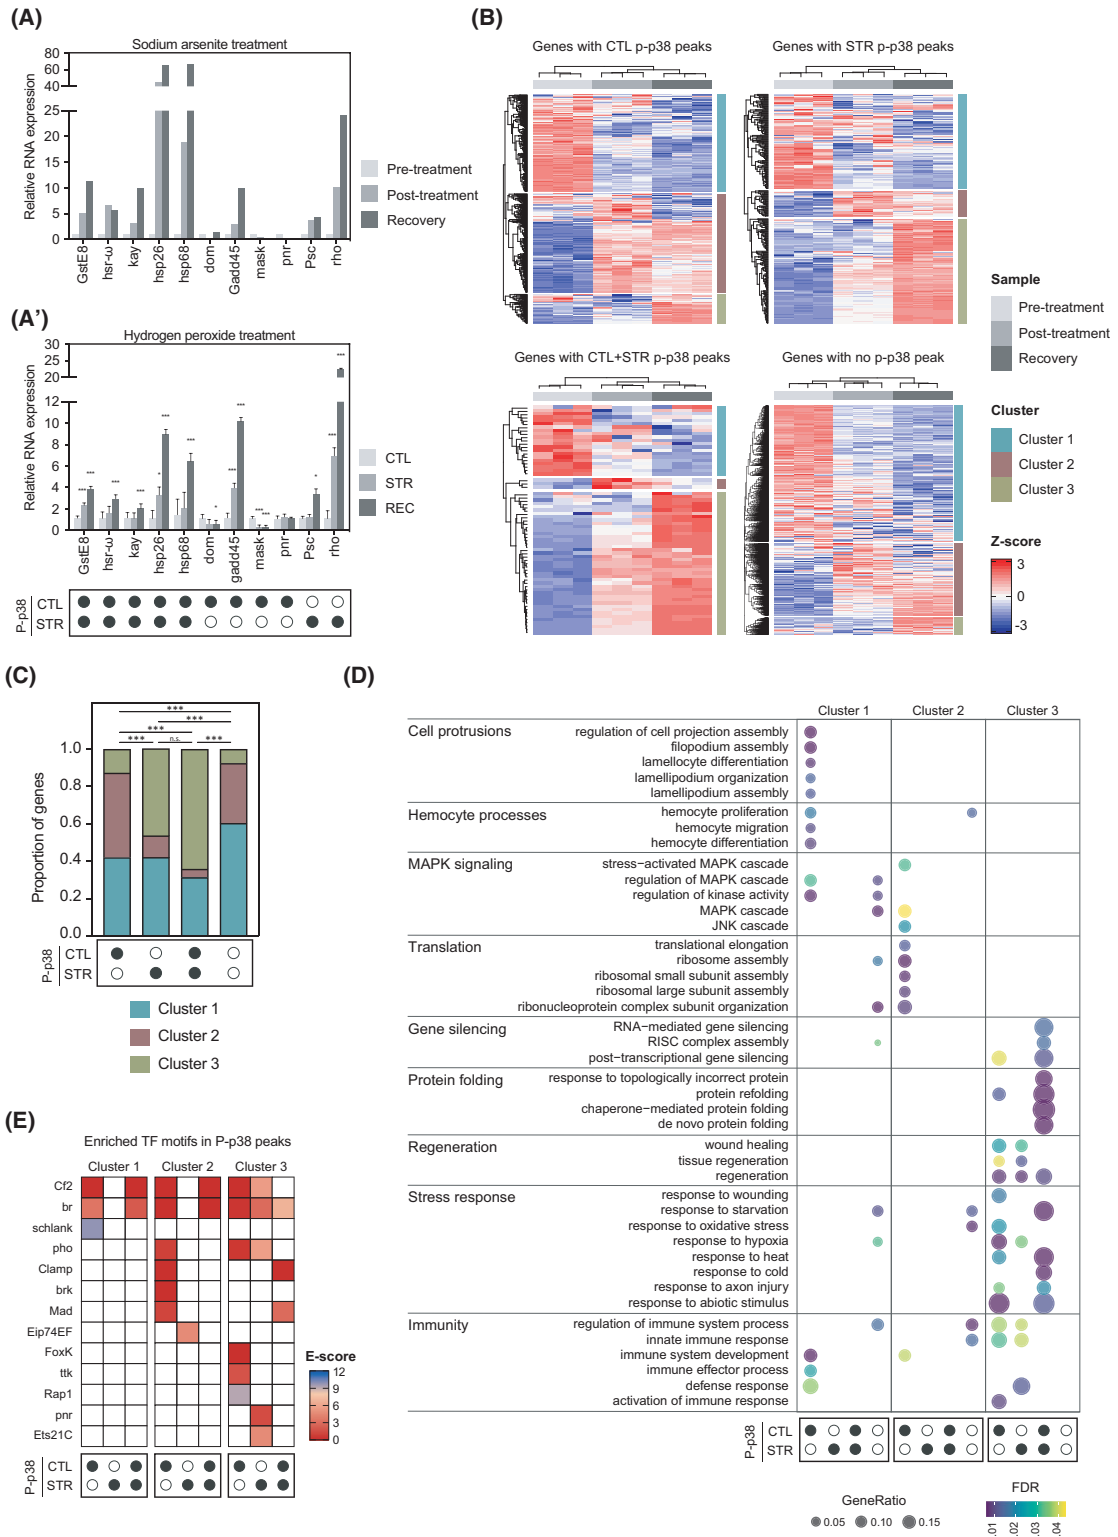 (A)
Sodium arsenite treatment
80
60
40
25
20
15
10
5
0
Relative RNA expression
GstE8
hsr-ω
kay
hsp26
hsp68
dom
Gadd45
mask
pnr
Psc
rho
Pre-treatment
Post-treatment
Recovery
(A')
Hydrogen peroxide treatment
30
25
20
12
10
8
6
4
2
0
Relative RNA expression
*** *** *** *** * *** *** * *** *** *** *** * *** ***
GstE8
hsr-ω
kay
hsp26
hsp68
dom
gadd45
mask
pnr
Psc
rho
CTL
STR
REC
P-p38
CTL
STR
(B)
Genes with CTL p-p38 peaks
Genes with STR p-p38 peaks
Genes with CTL+STR p-p38 peaks
Genes with no p-p38 peak
Sample
Pre-treatment
Post-treatment
Recovery
Cluster
Cluster 1
Cluster 2
Cluster 3
Z-score
3
0
-3
(C)
***
***
***
*** n.s. ***
1.0
0.8
0.6
0.4
0.2
0.0
Proportion of genes
P-p38
CTL
STR
Cluster 1
Cluster 2
Cluster 3
(D)
Cluster 1 Cluster 2 Cluster 3
Cell protrusions
regulation of cell projection assembly
filopodium assembly
lamellocyte differentiation
lamellipodium organization
lamellipodium assembly
Hemocyte processes
hemocyte proliferation
hemocyte migration
hemocyte differentiation
MAPK signaling
stress−activated MAPK cascade
regulation of MAPK cascade
regulation of kinase activity
MAPK cascade
JNK cascade
Translation
translational elongation
ribosome assembly
ribosomal small subunit assembly
ribosomal large subunit assembly
ribonucleoprotein complex subunit organization
Gene silencing
RNA−mediated gene silencing
RISC complex assembly
post−transcriptional gene silencing
Protein folding
response to topologically incorrect protein
protein refolding
chaperone−mediated protein folding
de novo protein folding
Regeneration
wound healing
tissue regeneration
regeneration
Stress response
response to wounding
response to starvation
response to oxidative stress
response to hypoxia
response to heat
response to cold
response to axon injury
response to abiotic stimulus
Immunity
regulation of immune system process
innate immune response
immune system development
immune effector process
defense response
activation of immune response
P-p38
CTL
STR
GeneRatio
0.05 0.10 0.15
FDR
.01 .02 .03 .04
(E)
Enriched TF motifs in P-p38 peaks
Cluster 1 Cluster 2 Cluster 3
Cf2
br
schlank
pho
Clamp
brk
Mad
Eip74EF
FoxK
ttk
Rap1
pnr
Ets21C
E-score
12
9
6
3
0
P-p38
CTL
STR